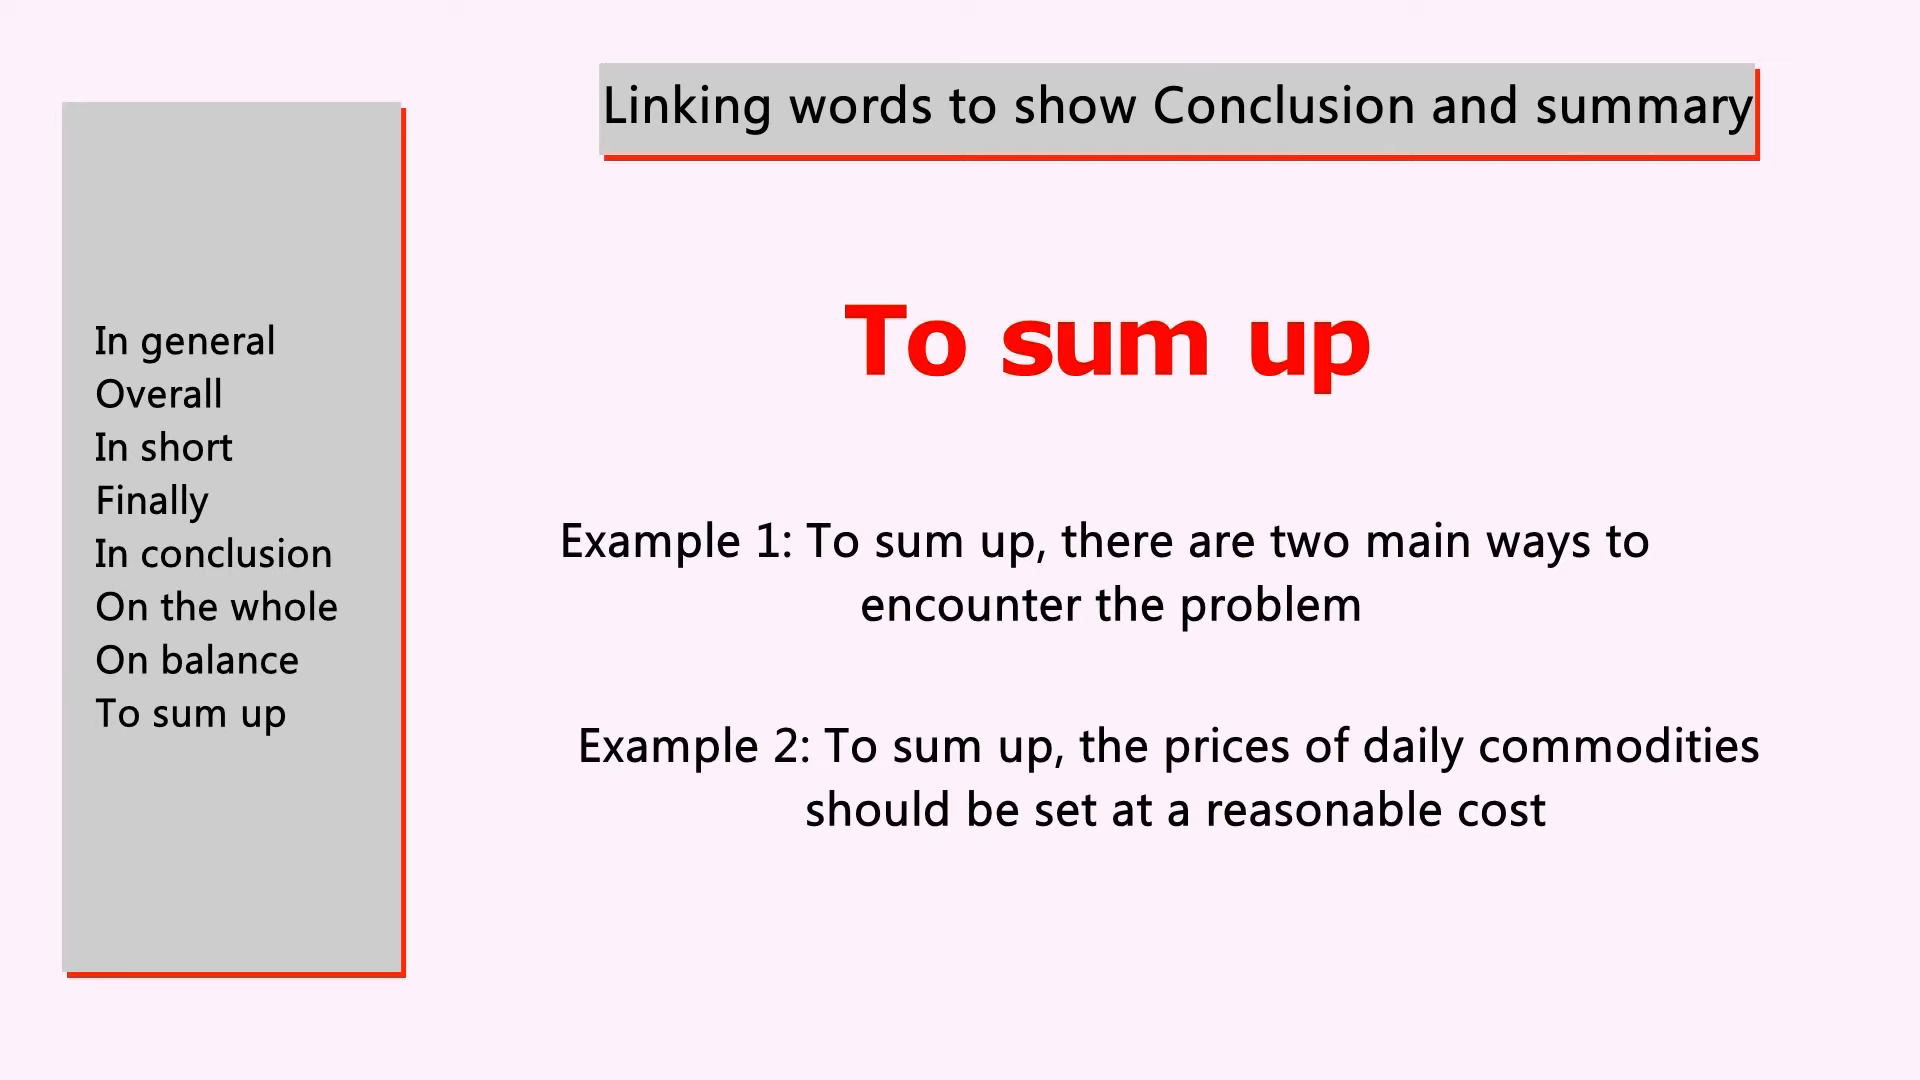 Linking words to show Conclusion and summary
In general
Overall
In short
Finally
In conclusion
On the whole
On balance
To sum up
To sum up
Example 1: To sum up, there are two main ways to
encounter the problem
Example 2: To sum up, the prices of daily commodities
should be set at a reasonable cost